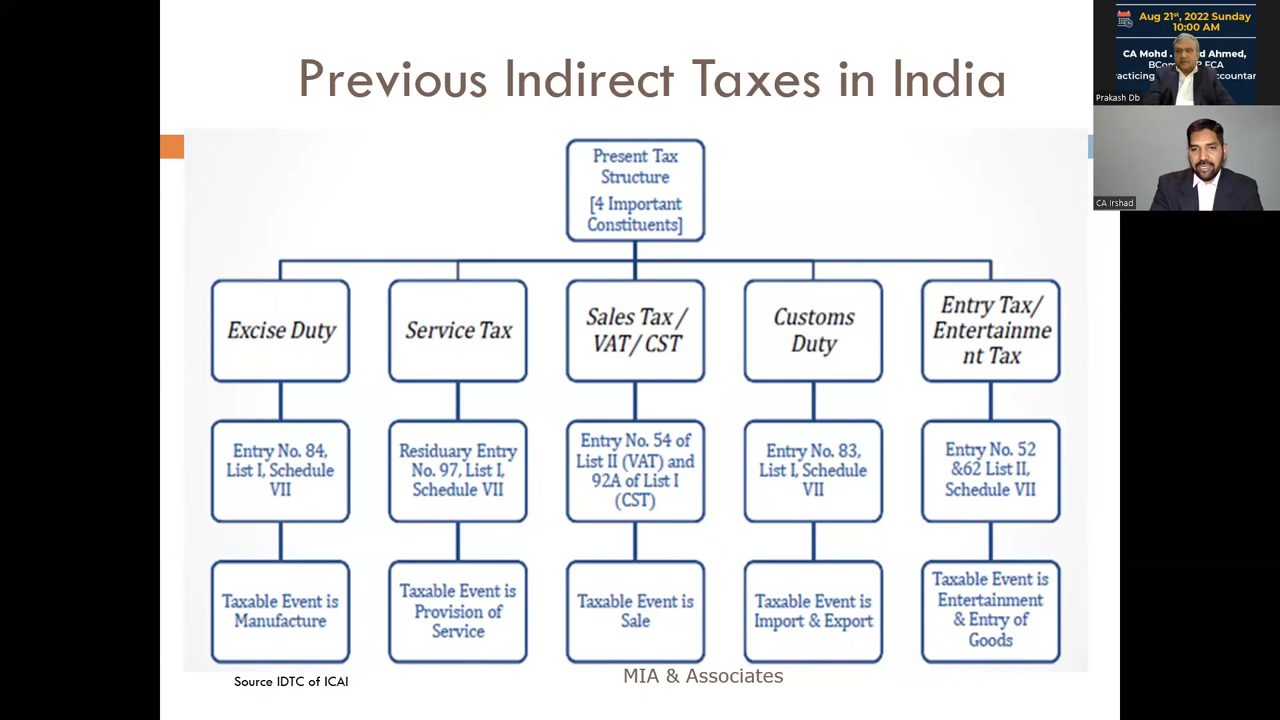 Previous Indirect Taxes in India
Present Tax
Structure
[4 Important
Constituents]
Excise Duty
Service Tax
Sales Tax /
VAT/ CST
Customs
Duty
Entry Tax/
Entertainme
nt Tax
Entry No. 84,
List I, Schedule
VII
Residuary Entry
No. 97, List I,
Schedule VII
Entry No. 54 of
List II (VAT) and
92A of List I
(CST)
Entry No. 83,
List I, Schedule
VII
Entry No. 52
&62 List II,
Schedule VII
Taxable Event is
Manufacture
Taxable Event is
Provision of
Service
Taxable Event is
Sale
Taxable Event is
Import & Export
Taxable Event is
Entertainment
& Entry of
Goods
Source IDTC of ICAI
MIA & Associates
Aug 21st, 2022 Sunday
10:00 AM
CA Mohd Ahmed,
FCA
Prakash Db
CA Irshad